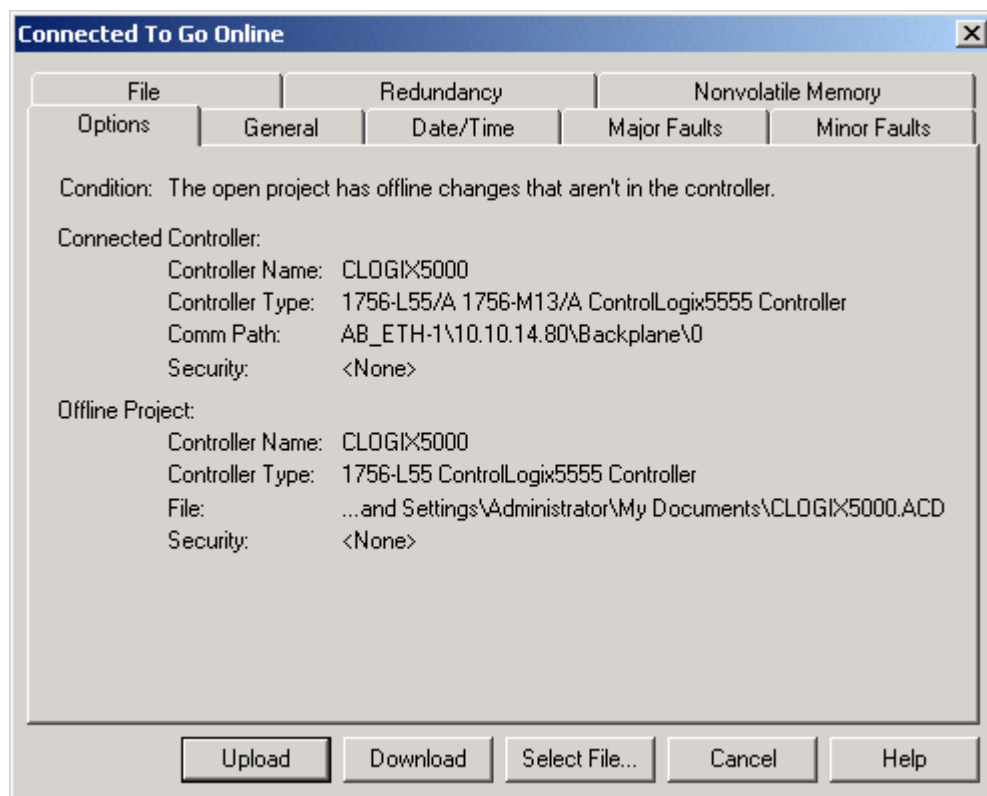 Connected To Go Online
File Redundancy Nonvolatile Memory
Options General Date/Time Major Faults Minor Faults
Condition: The open project has offline changes that aren't in the controller.
Connected Controller:
Controller Name: CLOGIX5000
Controller Type: 1756-L55/A 1756-M13/A ControlLogix5555 Controller
Comm Path: AB_ETH-1\10.10.14.80\Backplane\0
Security: <None>
Offline Project:
Controller Name: CLOGIX5000
Controller Type: 1756-L55 ControlLogix5555 Controller
File: ...and Settings\Administrator\My Documents\CLOGIX5000.ACD
Security: <None>
Upload Download Select File... Cancel Help